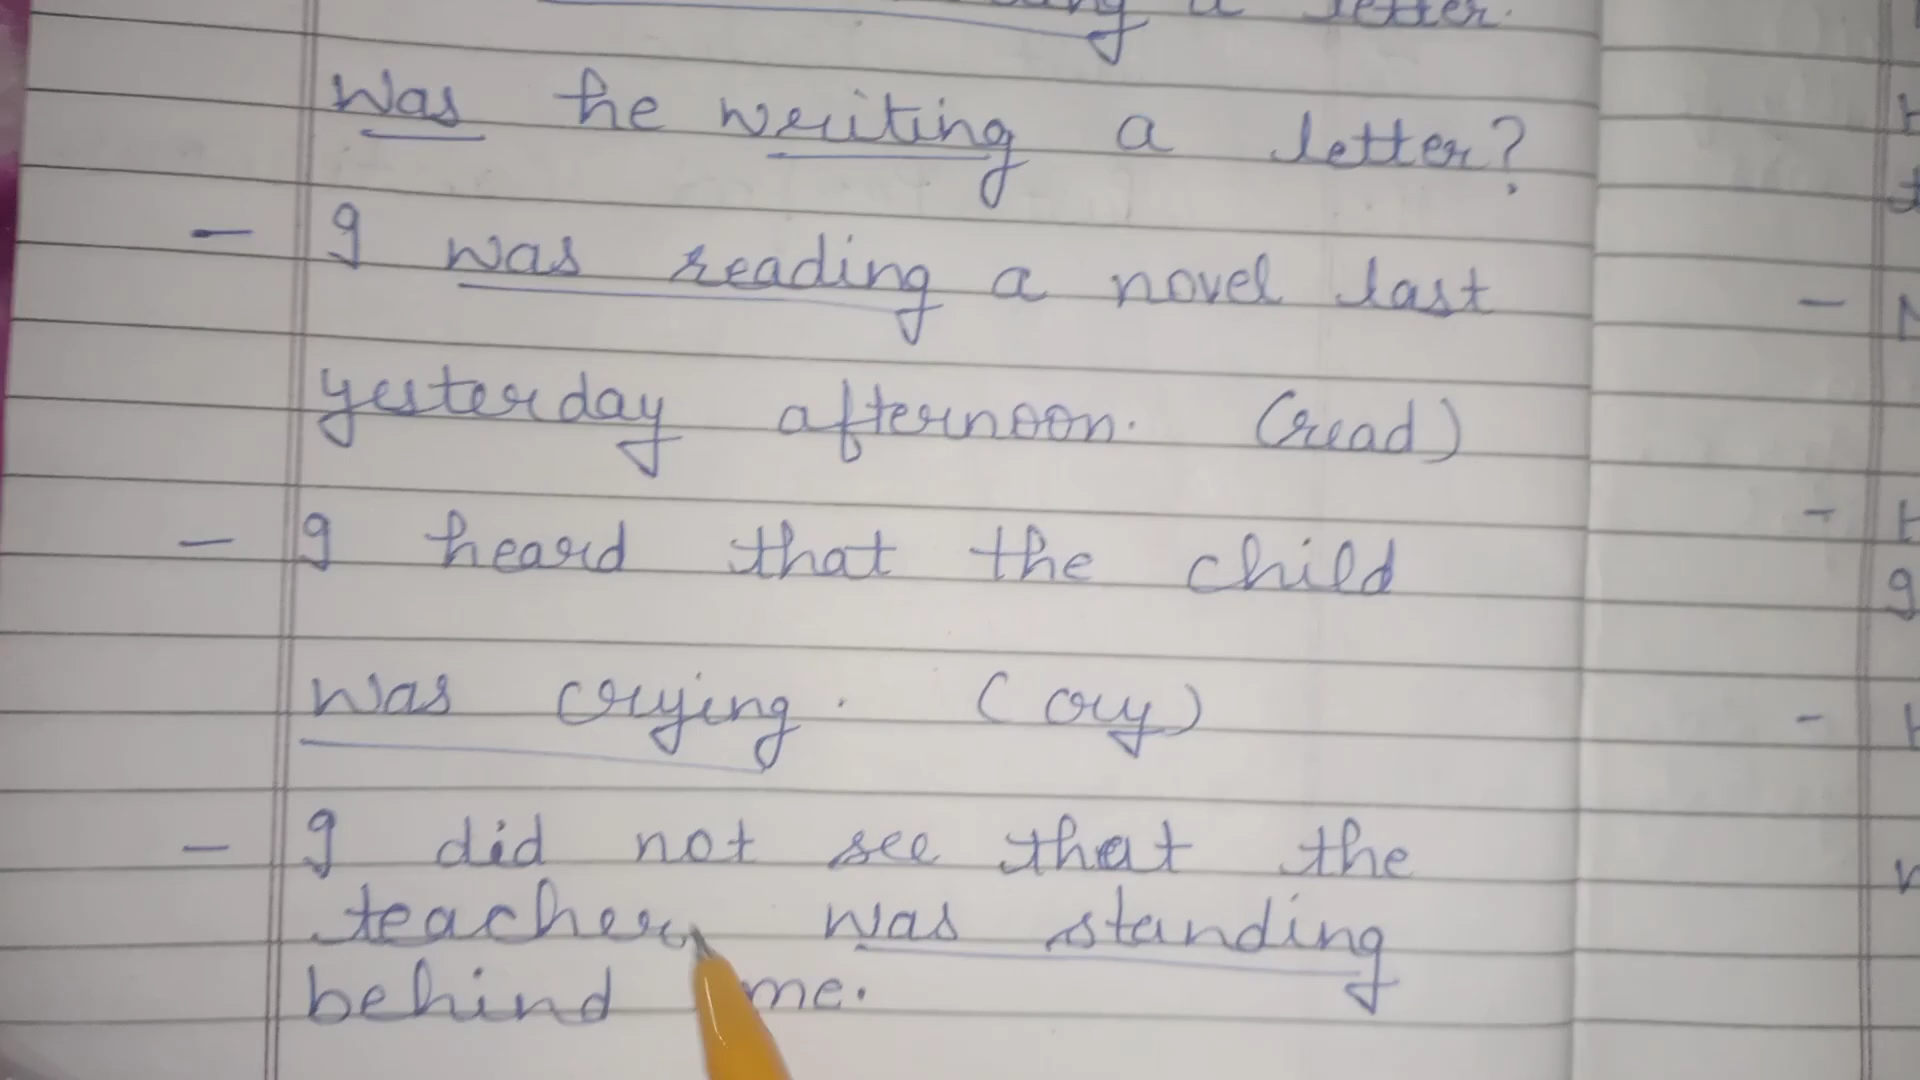 a letter.
Was he writing a letter?
- I was reading a novel last
yesterday afternoon. (read)
- I heard that the child
was crying. (cry)
- I did not see that the
teacher was standing
behind me.